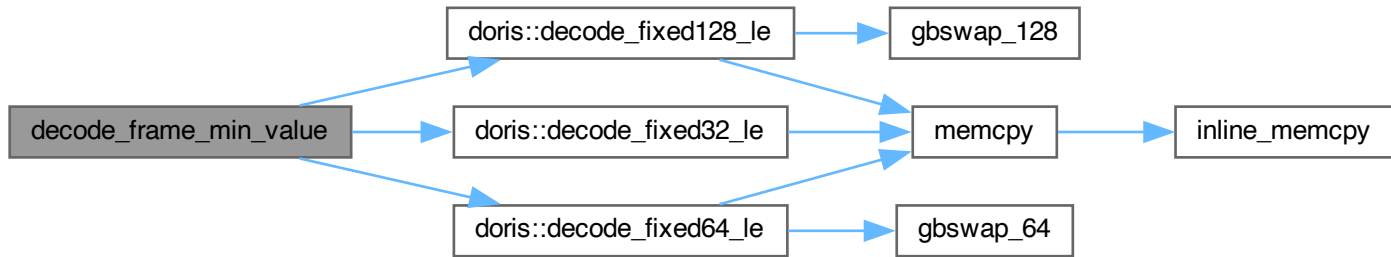 doris::decode_fixed128_le
gbswap_128
decode_frame_min_value
doris::decode_fixed32_le
memcpy
inline_memcpy
doris::decode_fixed64_le
gbswap_64